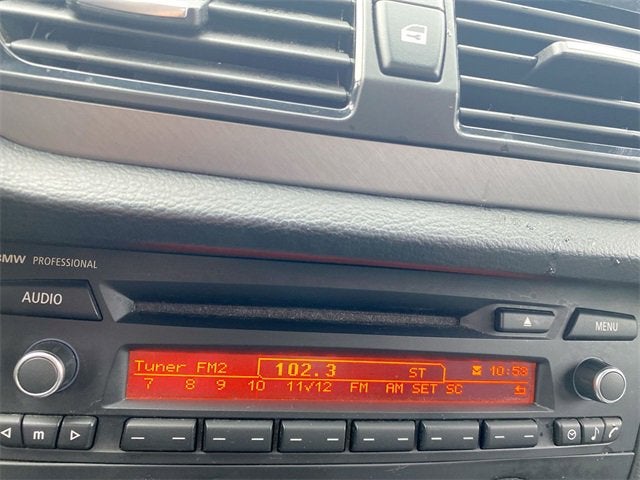 BMW PROFESSIONAL
AUDIO
MENU
Tuner FM2 102.3 ST 10:58
7 8 9 10 11√12 FM AM SET SC
m